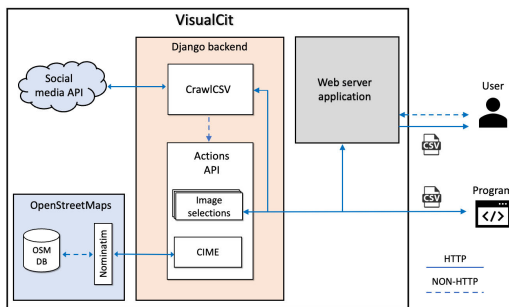 VisualCit
Django backend
Social
media API
CrawlCSV
Web server
application
User
CSV
Actions
API
Image
selections
CIME
OpenStreetMaps
OSM
DB
Nominatim
CSV
Program
</>
HTTP
NON-HTTP